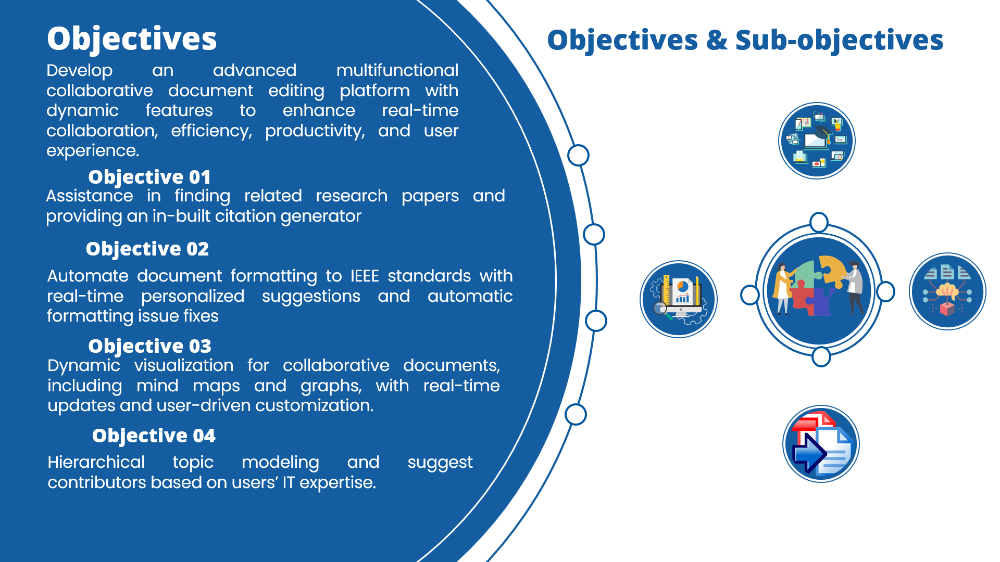 Objectives
Develop an advanced multifunctional
collaborative document editing platform with
dynamic features to enhance real-time
collaboration, efficiency, productivity, and user
experience.
Objective 01
Assistance in finding related research papers and
providing an in-built citation generator
Objective 02
Automate document formatting to IEEE standards with
real-time personalized suggestions and automatic
formatting issue fixes
Objective 03
Dynamic visualization for collaborative documents,
including mind maps and graphs, with real-time
updates and user-driven customization.
Objective 04
Hierarchical topic modeling and suggest
contributors based on users’ IT expertise.
Objectives & Sub-objectives